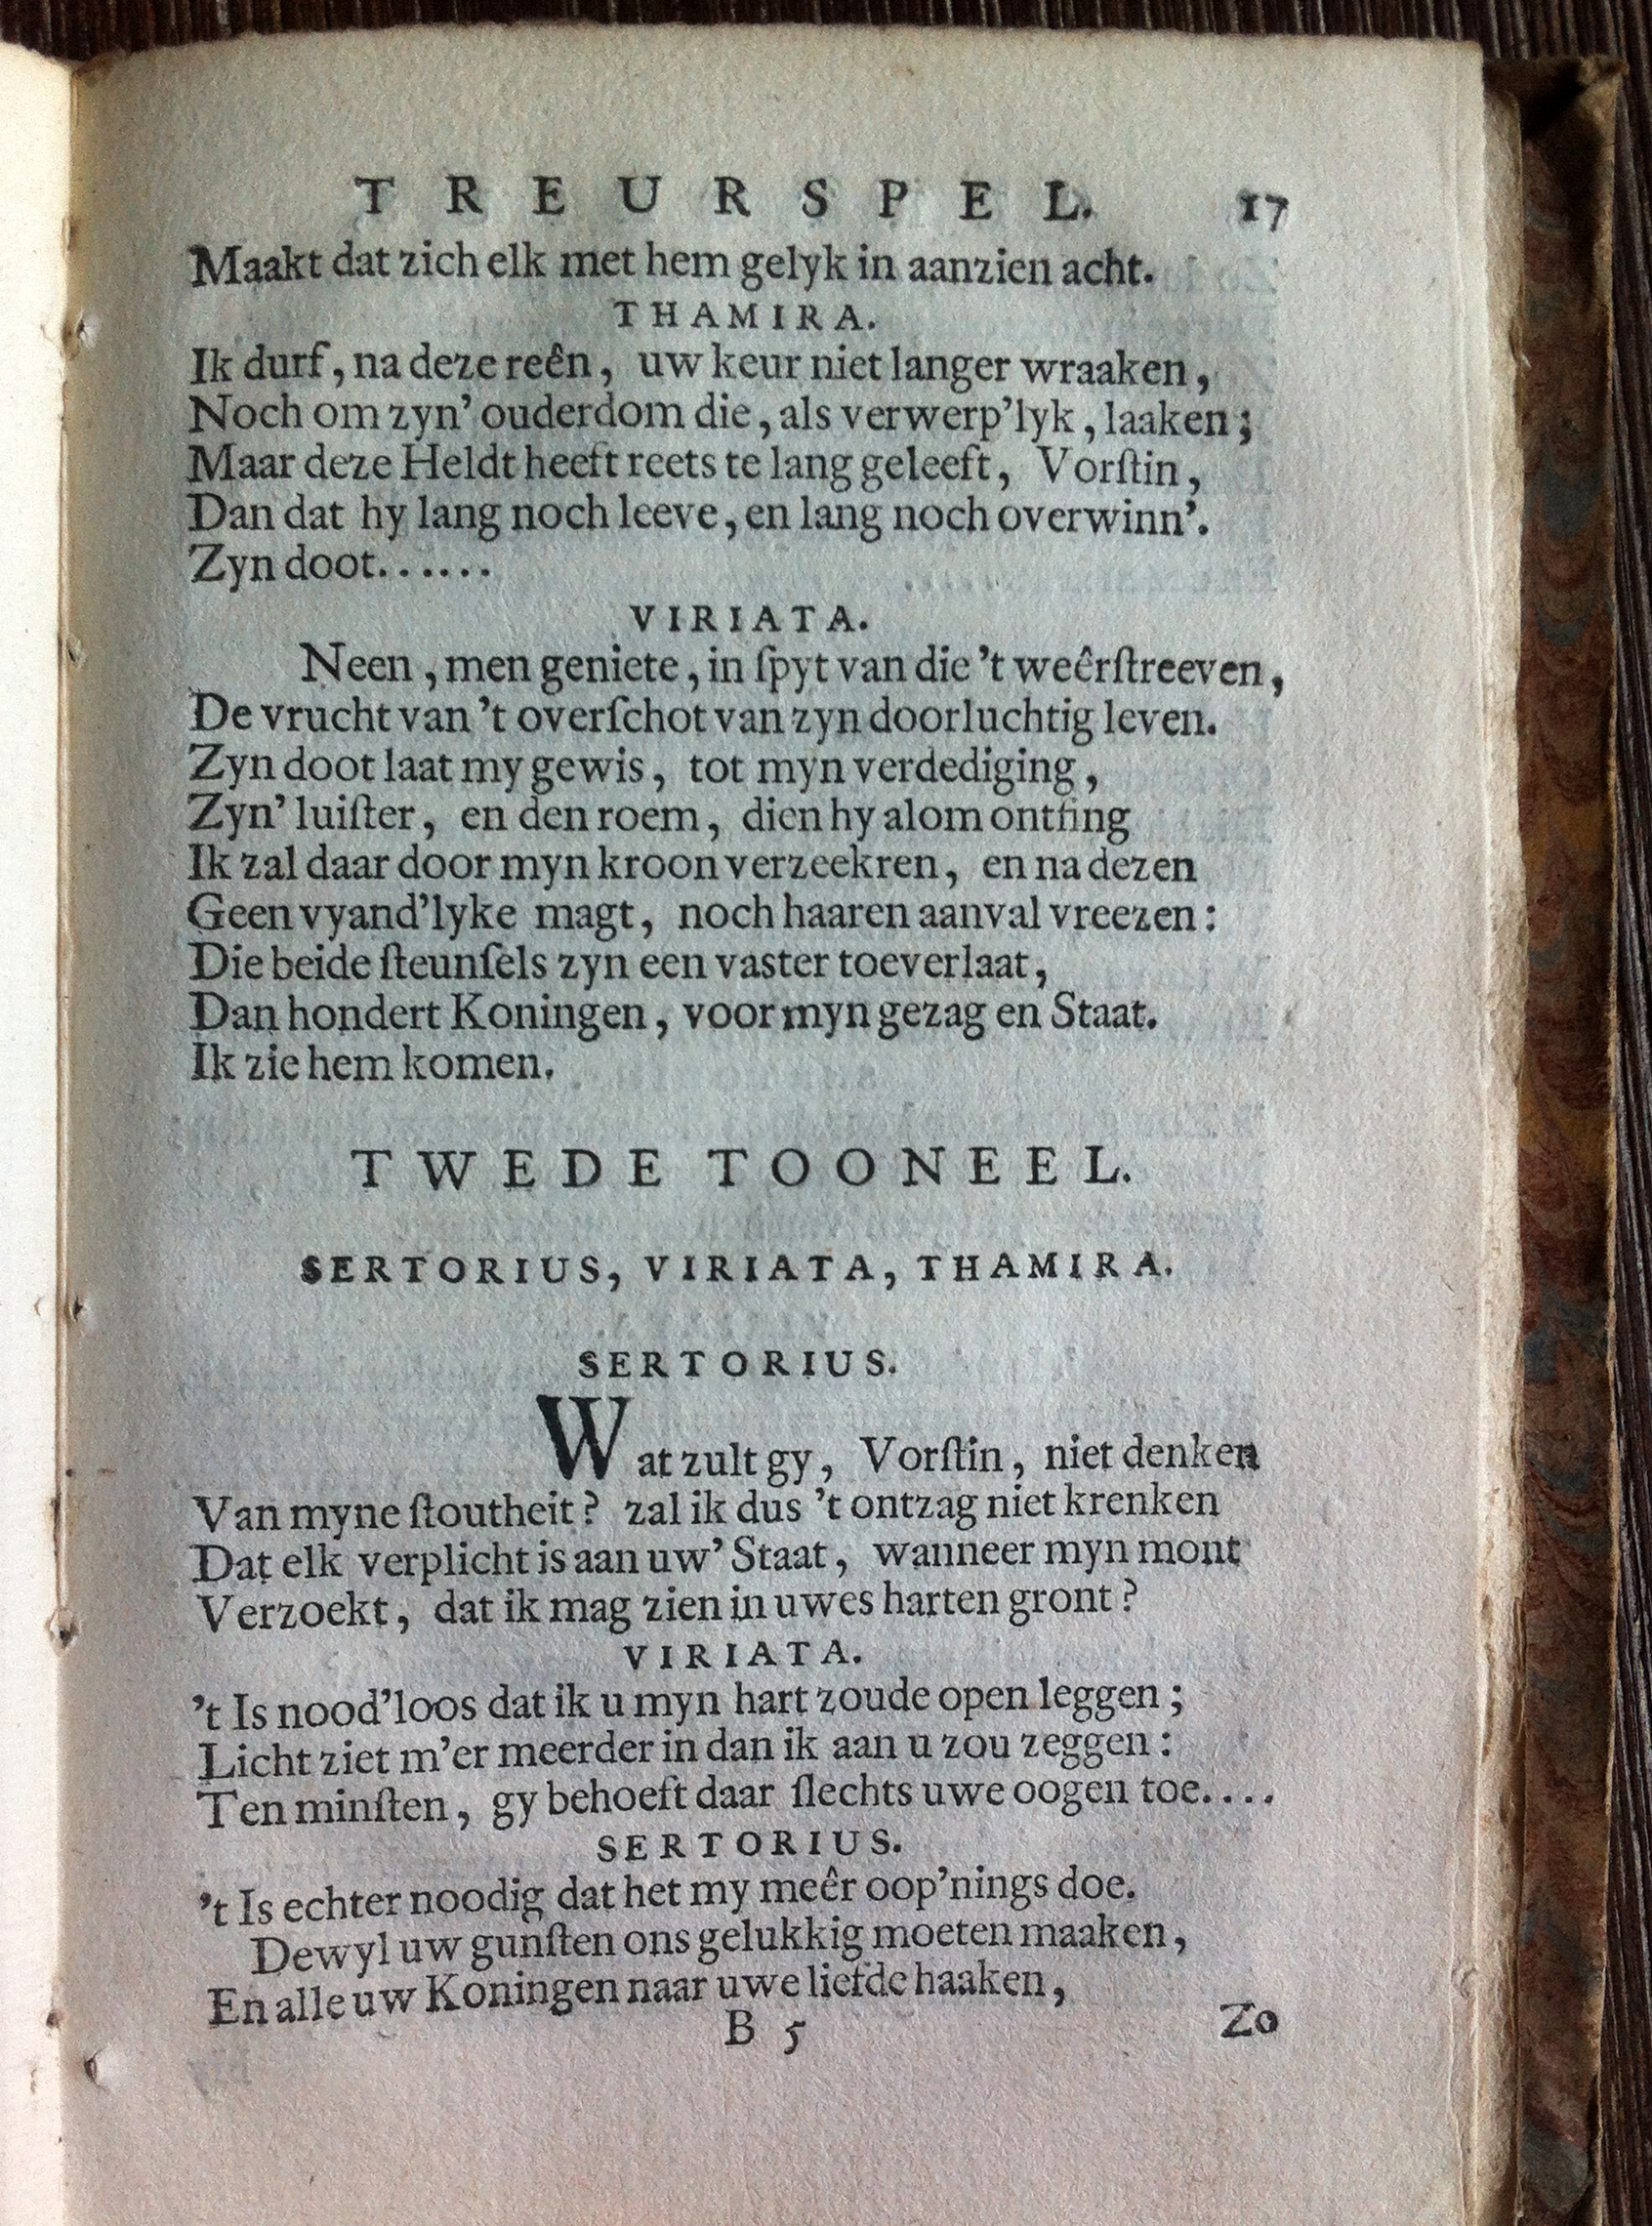 TREURSPEL. 17
Maakt dat zich elk met hem gelyk in aanzien acht.
THAMIRA.
Ik durf, na deze reên, uw keur niet langer wraaken,
Noch om zyn' ouderdom die, als verwerp'lyk, laaken;
Maar deze Heldt heeft reets te lang geleeft, Vorſtin,
Dan dat hy lang noch leeve, en lang noch overwinn'.
Zyn doot......
VIRIATA.
Neen, men geniete, in ſpyt van die 't weêrſtreeven,
De vrucht van 't overſchot van zyn doorluchtig leven.
Zyn doot laat my gewis, tot myn verdediging,
Zyn' luiſter, en den roem, dien hy alom ontfing
Ik zal daar door myn kroon verzeekren, en na dezen
Geen vyand'lyke magt, noch haaren aanval vreezen:
Die beide ſteunſels zyn een vaster toeverlaat,
Dan hondert Koningen, voor myn gezag en Staat.
Ik zie hem komen.
TWEDE TOONEEL.
SERTORIUS, VIRIATA, THAMIRA.
SERTORIUS.
Wat zult gy, Vorſtin, niet denken
Van myne ſtoutheit? zal ik dus 't ontzag niet krenken
Dat elk verplicht is aan uw' Staat, wanneer myn mont
Verzoekt, dat ik mag zien in uwes harten gront?
VIRIATA.
't Is nood'loos dat ik u myn hart zoude open leggen;
Licht ziet m'er meerder in dan ik aan u zou zeggen:
Ten minſten, gy behoeft daar ſlechts uwe oogen toe....
SERTORIUS.
't Is echter noodig dat het my meêr oop'nings doe.
Dewyl uw gunſten ons gelukkig moeten maaken,
En alle uw Koningen naar uwe liefde haaken,
B 5 Zo